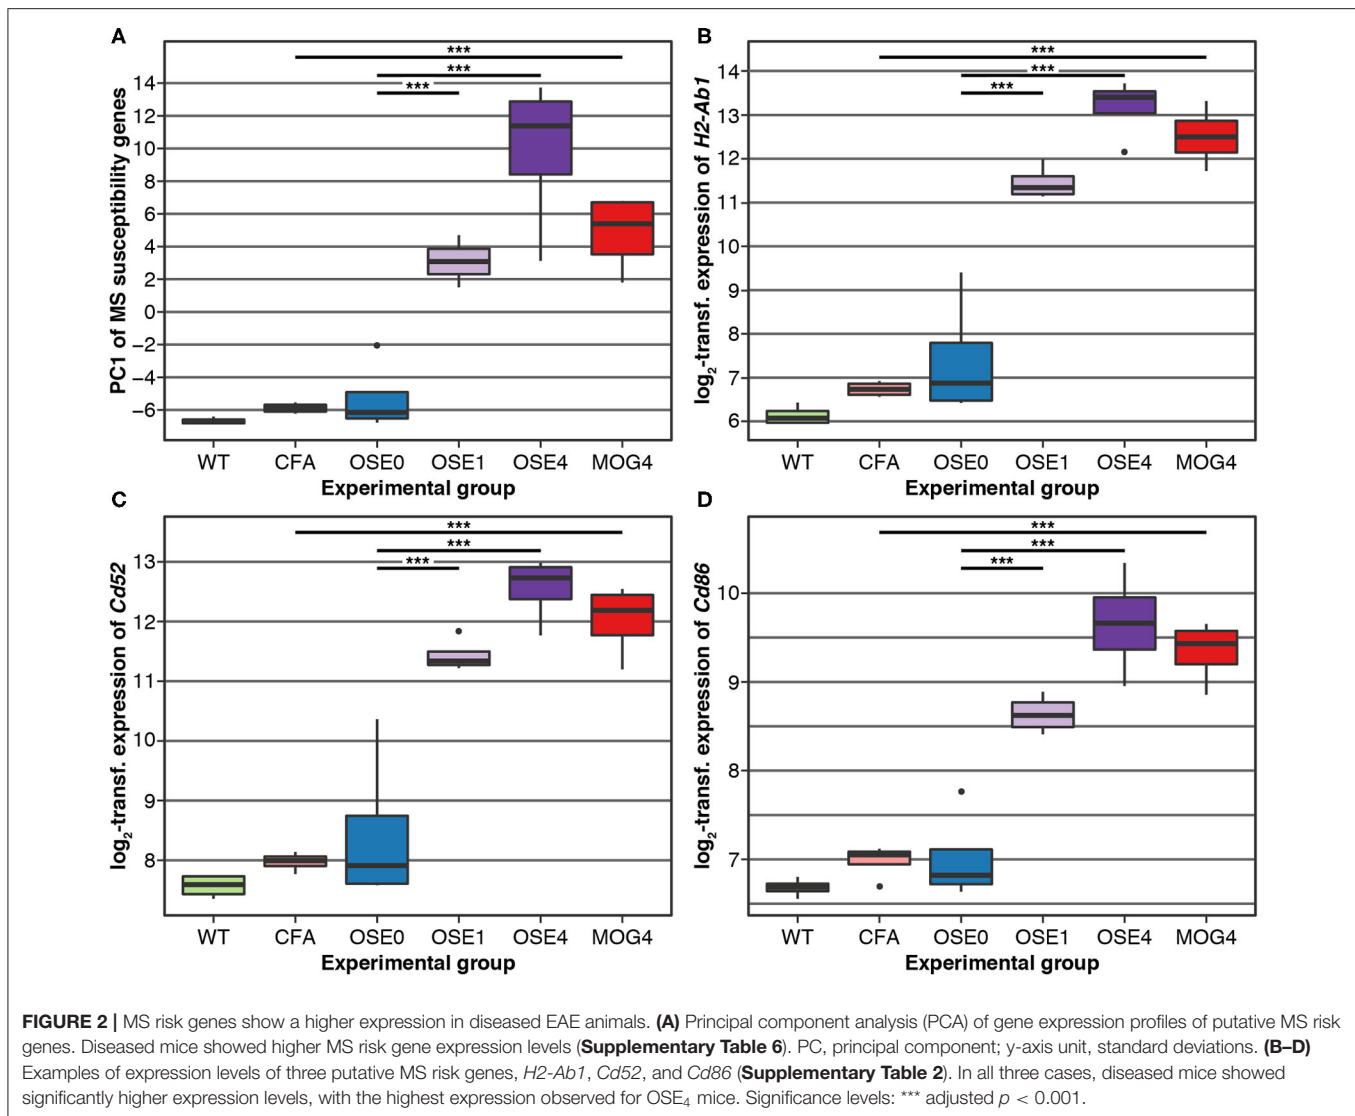 A
PC1 of MS susceptibility genes
14
12
10
8
6
4
2
0
−2
−4
−6
***
***
***
WT CFA OSE0 OSE1 OSE4 MOG4
Experimental group
B
log2-transf. expression of H2-Ab1
14
13
12
11
10
9
8
7
6
***
***
***
WT CFA OSE0 OSE1 OSE4 MOG4
Experimental group
C
log2-transf. expression of Cd52
13
12
11
10
9
8
***
***
***
WT CFA OSE0 OSE1 OSE4 MOG4
Experimental group
D
log2-transf. expression of Cd86
10
9
8
7
***
***
***
WT CFA OSE0 OSE1 OSE4 MOG4
Experimental group
FIGURE 2 | MS risk genes show a higher expression in diseased EAE animals. (A) Principal component analysis (PCA) of gene expression profiles of putative MS risk
genes. Diseased mice showed higher MS risk gene expression levels (Supplementary Table 6). PC, principal component; y-axis unit, standard deviations. (B–D)
Examples of expression levels of three putative MS risk genes, H2-Ab1, Cd52, and Cd86 (Supplementary Table 2). In all three cases, diseased mice showed
significantly higher expression levels, with the highest expression observed for OSE4 mice. Significance levels: *** adjusted p < 0.001.